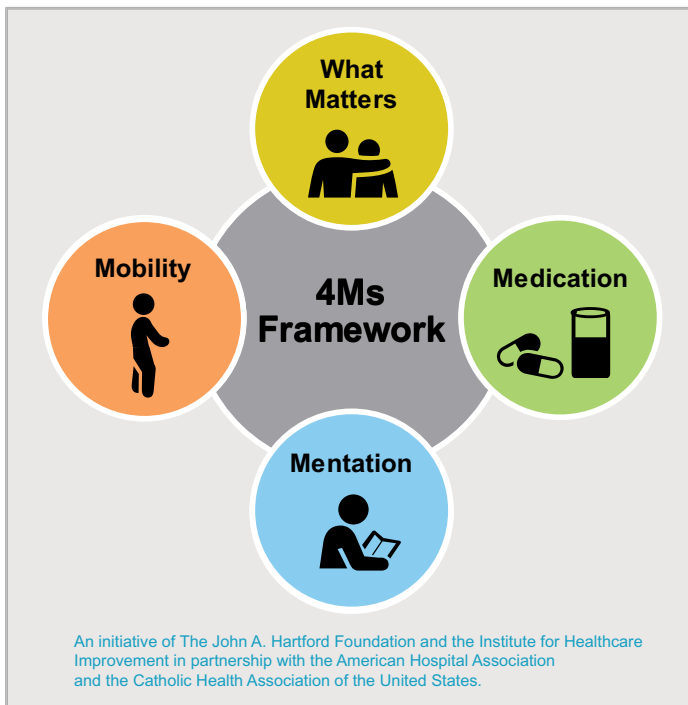 What
Matters
Mobility
4Ms
Framework
Medication
Mentation
An initiative of The John A. Hartford Foundation and the Institute for Healthcare
Improvement in partnership with the American Hospital Association
and the Catholic Health Association of the United States.